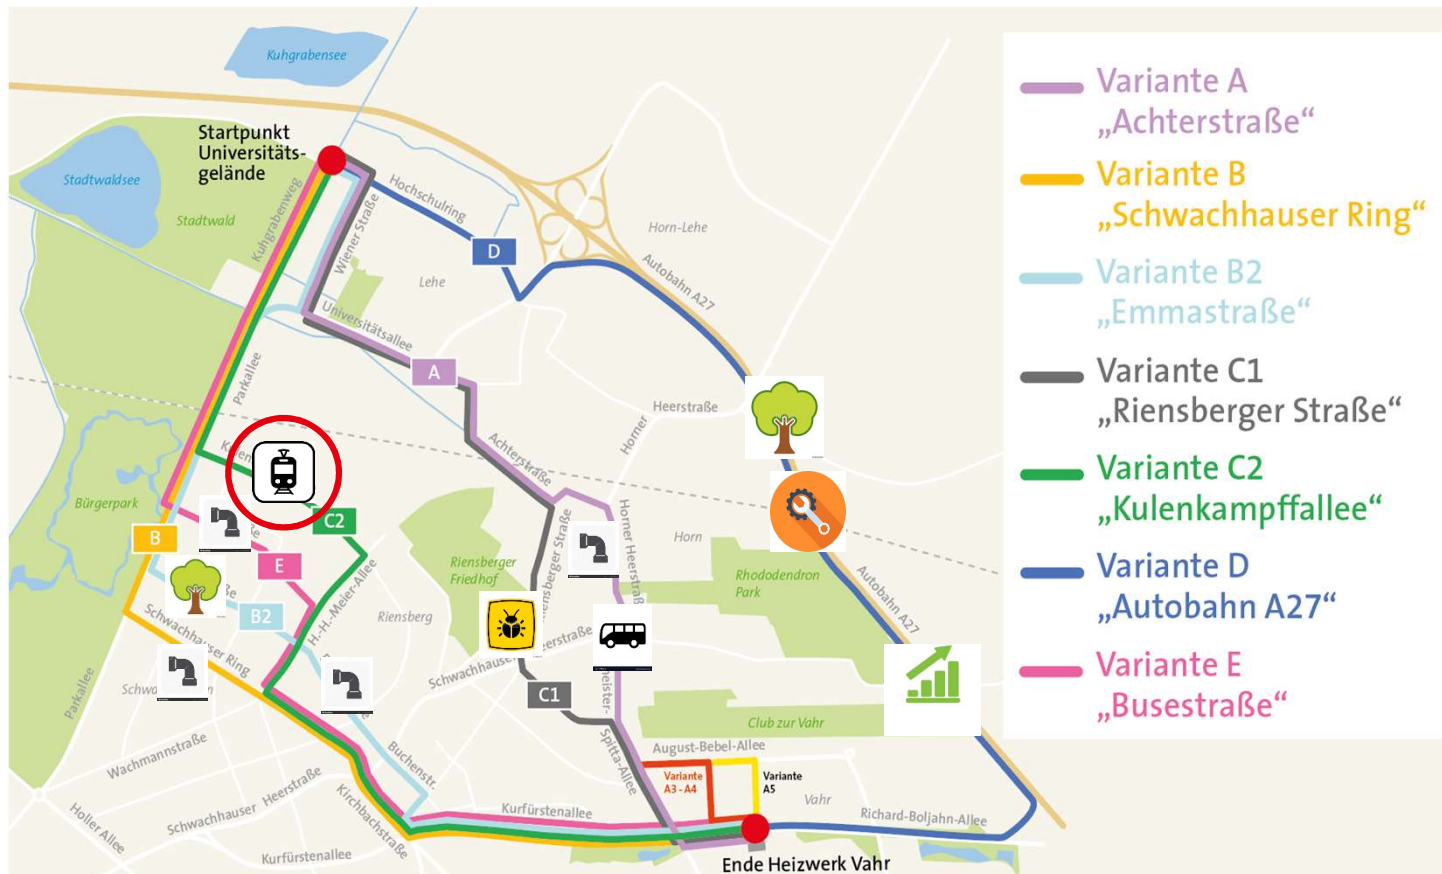 Kuhgrabensee
Startpunkt
Universitäts-
gelände
Stadtwaldsee
Stadtwald
Kuhgrabenweg
Wiener Straße
Hochschulring
D
Horn-Lehe
Lehe
Autobahn A27
Universitätsallee
A
Parkallee
Heerstraße
Horner
Achterstraße
Bürgerpark
B
C2
E
B2
Riensberger
Friedhof
Riensberg
H.-H.-Meier-Allee
Horner Heerstraß
Horn
Rhododendron
Park
Autobahn A27
Schwachhauser Ring
Parkallee
C1
Spitta-Allee
Club zur Vahr
August-Bebel-Allee
Variante
A3 - A4
Variante
A5
Vahr
Richard-Boljahn-Allee
Buchenstr.
Kurfürstenallee
Kirchbachstraße
Wachmannstraße
Schwachhauser Heerstraße
Holler Allee
Kurfürstenallee
Ende Heizwerk Vahr
Variante A
„Achterstraße“
Variante B
„Schwachhauser Ring“
Variante B2
„Emmastraße“
Variante C1
„Riensberger Straße“
Variante C2
„Kulenkampffallee“
Variante D
„Autobahn A27“
Variante E
„Busestraße“